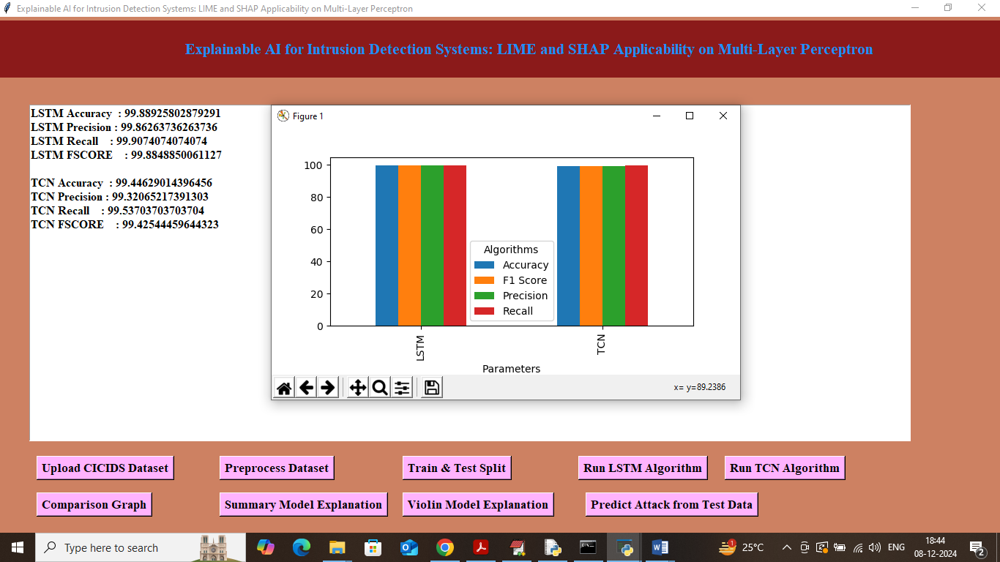 Explainable AI for Intrusion Detection Systems: LIME and SHAP Applicability on Multi-Layer Perceptron
Explainable AI for Intrusion Detection Systems: LIME and SHAP Applicability on Multi-Layer Perceptron
LSTM Accuracy : 99.88925802879291
LSTM Precision : 99.86263736263736
LSTM Recall : 99.9074074074074
LSTM FSCORE : 99.8848850061127
TCN Accuracy : 99.44629014396456
TCN Precision : 99.32065217391303
TCN Recall : 99.53703703703704
TCN FSCORE : 99.42544459644323
Figure 1
100
80
60
40
20
0
Algorithms
Accuracy
F1 Score
Precision
Recall
LSTM
TCN
Parameters
x= y=89.2386
Upload CICIDS Dataset
Preprocess Dataset
Train & Test Split
Run LSTM Algorithm
Run TCN Algorithm
Comparison Graph
Summary Model Explanation
Violin Model Explanation
Predict Attack from Test Data
Type here to search
1
25°C
ENG
18:44
08-12-2024
2